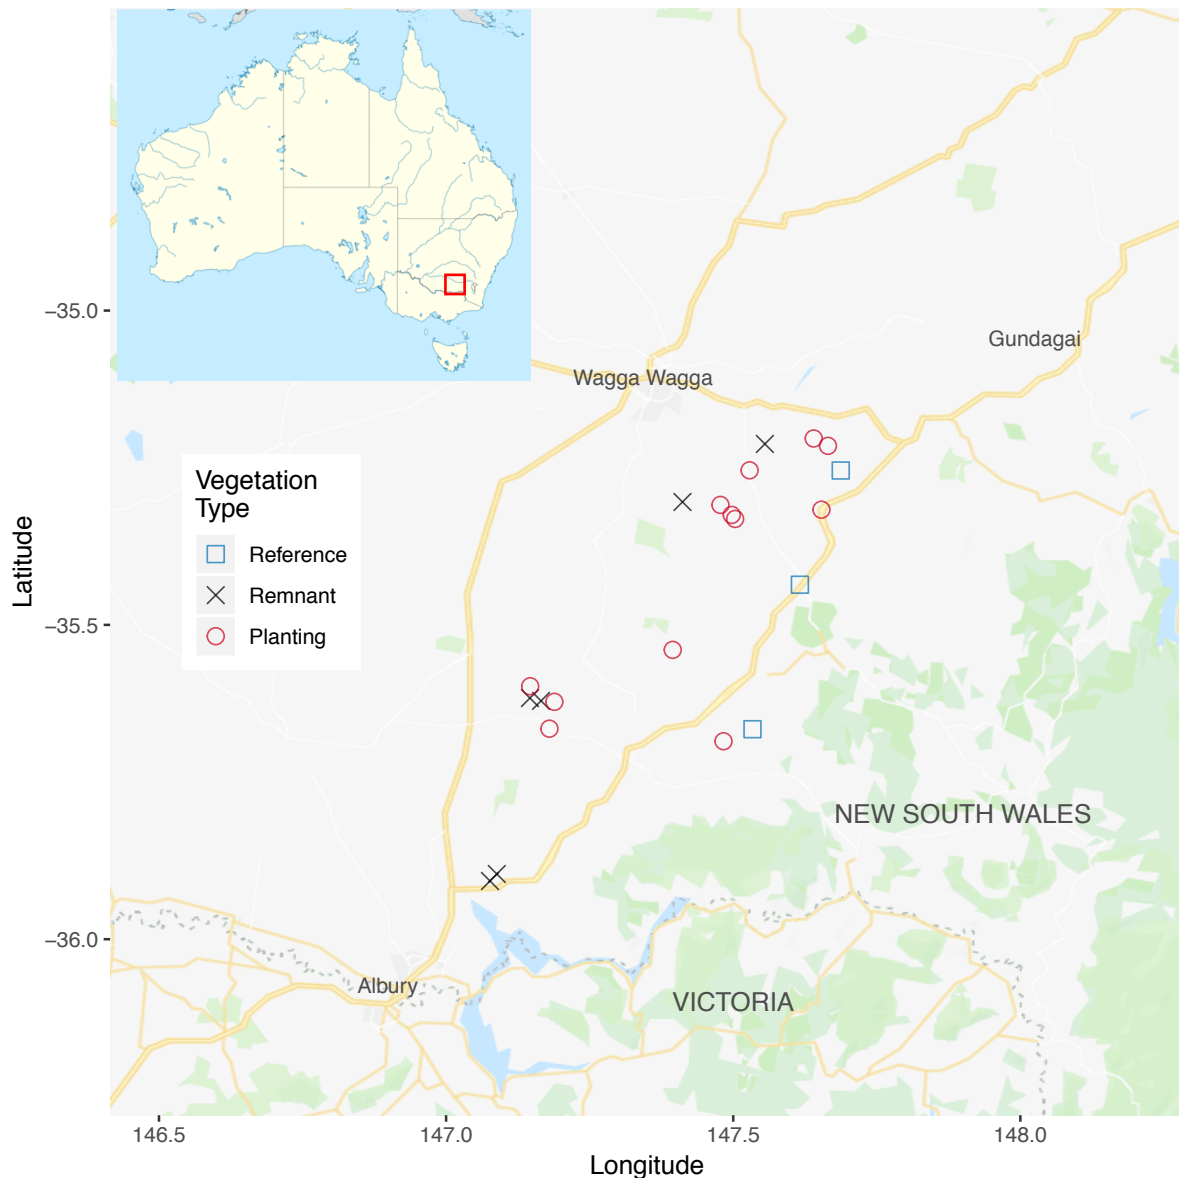 Gundagai
−35.0
Wagga Wagga
Vegetation
Type
Reference
Remnant
Planting
Latitude
−35.5
NEW SOUTH WALES
−36.0
Albury
VICTORIA
146.5 147.0 147.5 148.0
Longitude